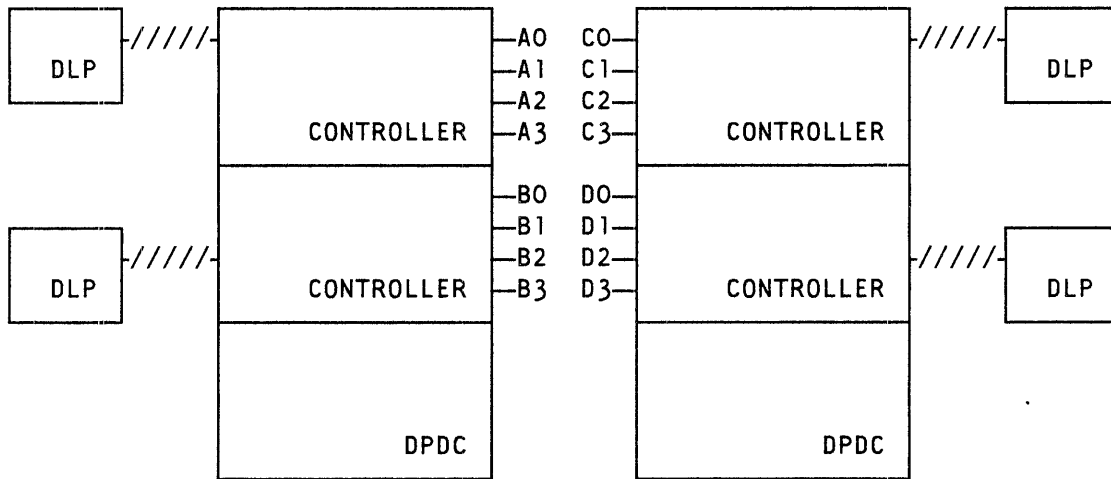 A0 C0
DLP A1 C1 DLP
A2 C2
CONTROLLER A3 C3 CONTROLLER
B0 D0
B1 D1
B2 D2
DLP CONTROLLER B3 D3 CONTROLLER DLP
DPDC DPDC